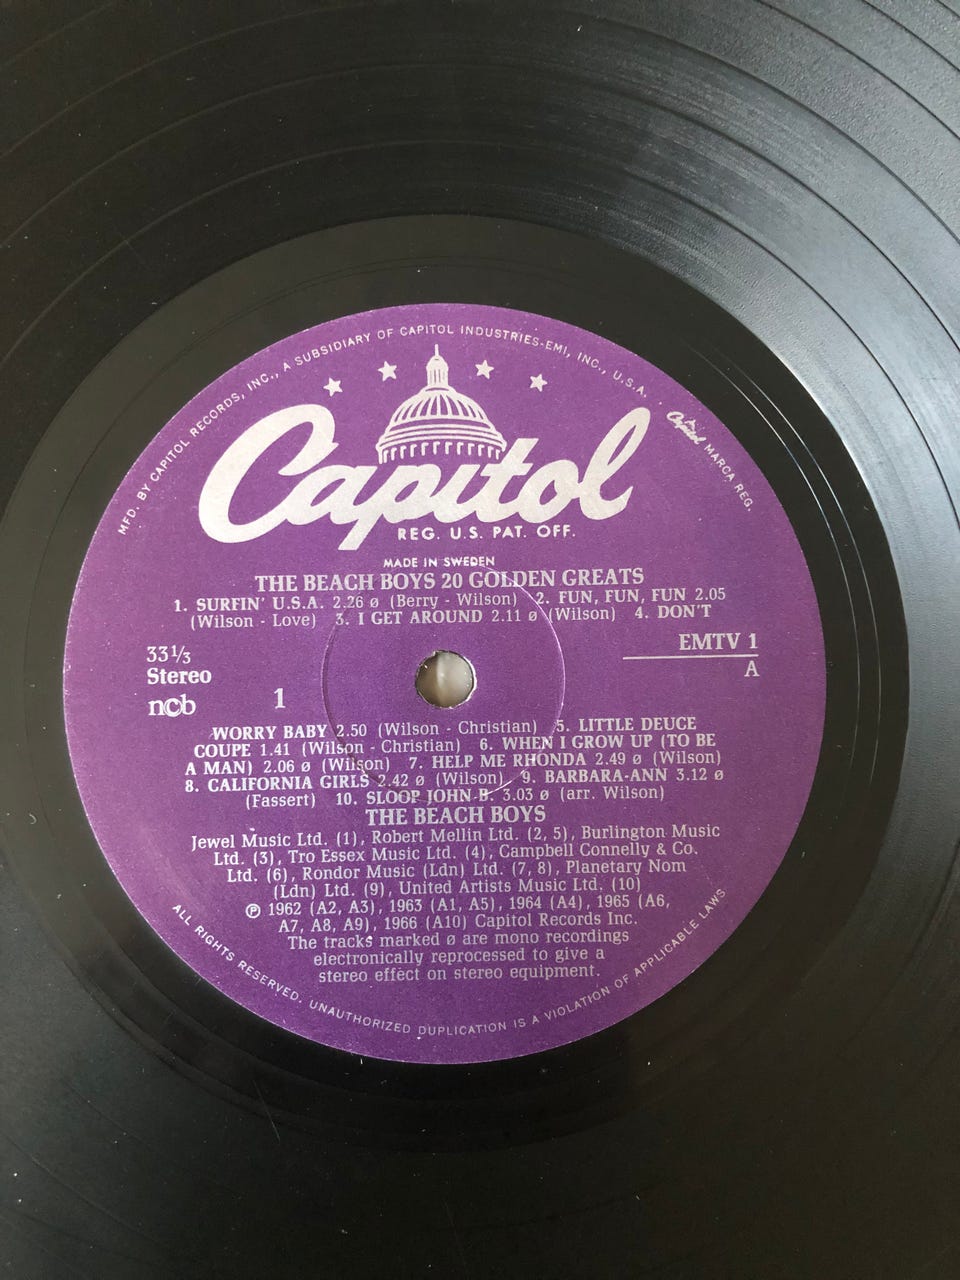 MFD. BY CAPITOL RECORDS, INC., A SUBSIDIARY OF CAPITOL INDUSTRIES-EMI, INC., U.S.A. · Capitol MARCA REG.
Capitol
REG. U.S. PAT. OFF.
MADE IN SWEDEN
THE BEACH BOYS 20 GOLDEN GREATS
1. SURFIN' U.S.A. 2.26 ø (Berry - Wilson) 2. FUN, FUN, FUN 2.05
(Wilson - Love) 3. I GET AROUND 2.11 ø (Wilson) 4. DON'T
33⅓
Stereo
ncb
1
EMTV 1
A
WORRY BABY 2.50 (Wilson - Christian) 5. LITTLE DEUCE
COUPE 1.41 (Wilson - Christian) 6. WHEN I GROW UP (TO BE
A MAN) 2.06 ø (Wilson) 7. HELP ME RHONDA 2.49 ø (Wilson)
8. CALIFORNIA GIRLS 2.42 ø (Wilson) 9. BARBARA-ANN 3.12 ø
(Fassert) 10. SLOOP JOHN B. 3.03 ø (arr. Wilson)
THE BEACH BOYS
Jewel Music Ltd. (1), Robert Mellin Ltd. (2, 5), Burlington Music
Ltd. (3), Tro Essex Music Ltd. (4), Campbell Connelly & Co.
Ltd. (6), Rondor Music (Ldn) Ltd. (7, 8), Planetary Nom
(Ldn) Ltd. (9), United Artists Music Ltd. (10)
℗ 1962 (A2, A3), 1963 (A1, A5), 1964 (A4), 1965 (A6,
A7, A8, A9), 1966 (A10) Capitol Records Inc.
The tracks marked ø are mono recordings
electronically reprocessed to give a
stereo effect on stereo equipment.
ALL RIGHTS RESERVED. UNAUTHORIZED DUPLICATION IS A VIOLATION OF APPLICABLE LAWS